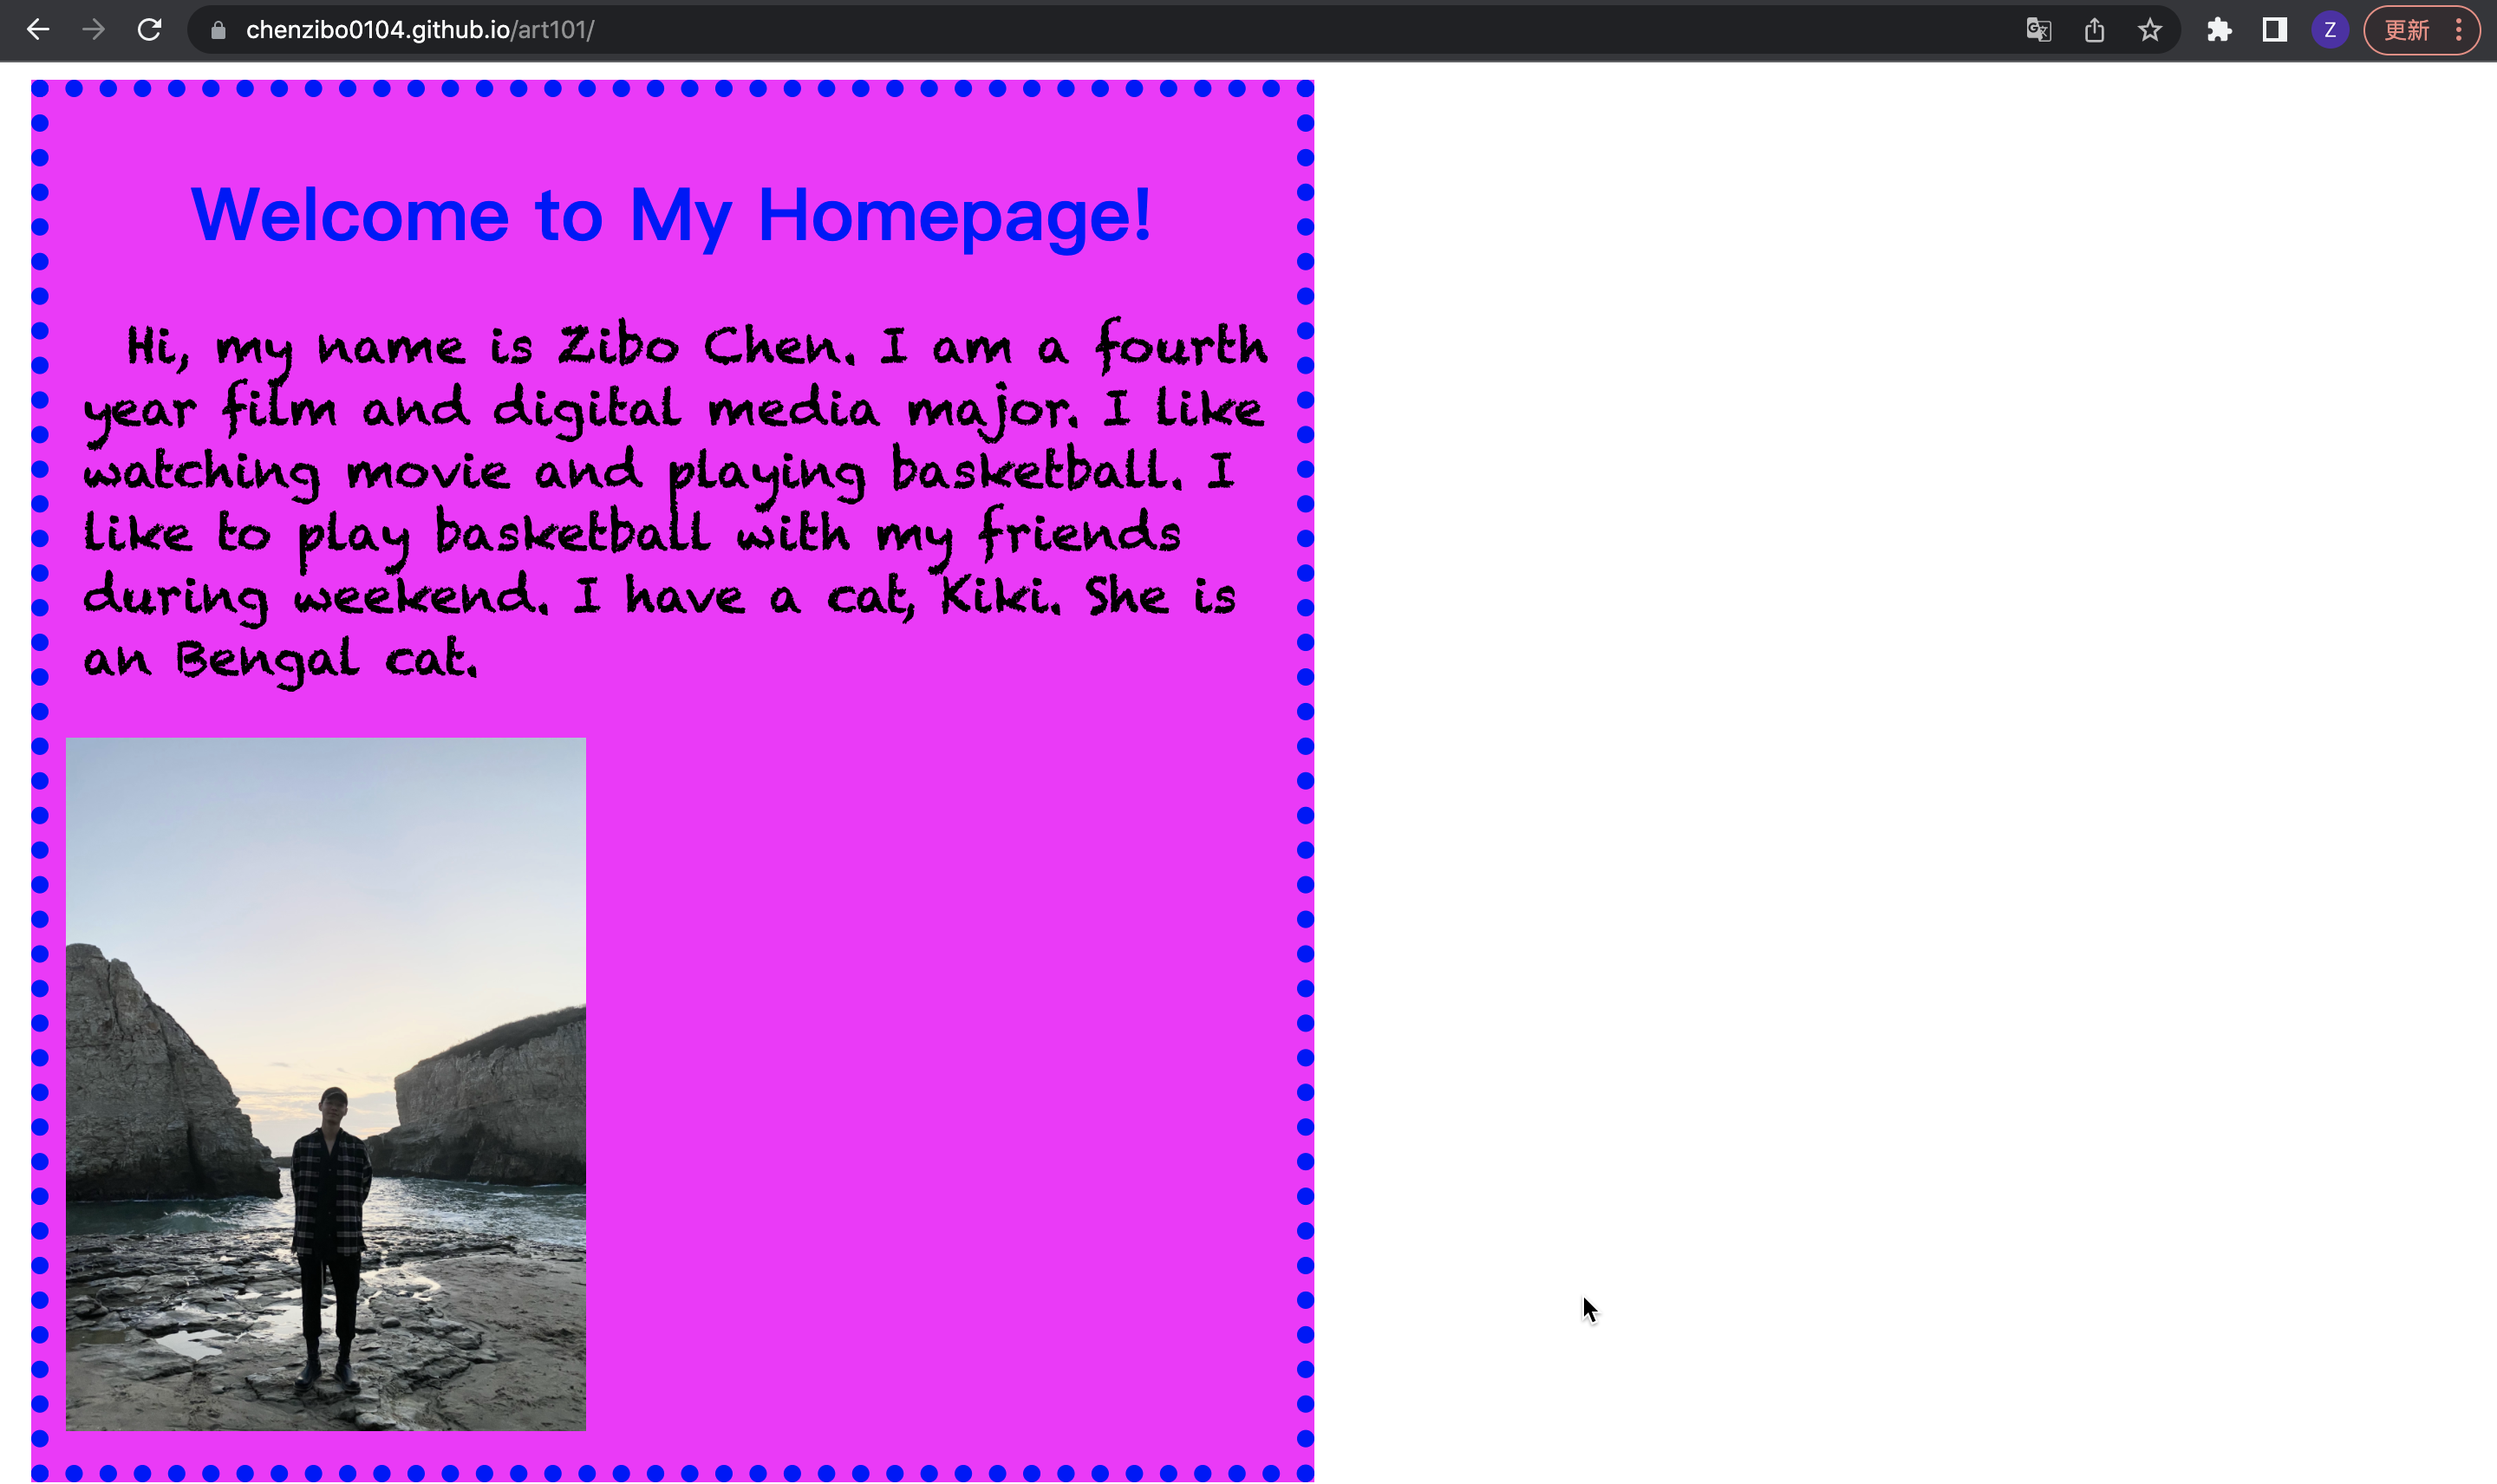 chenzibo0104.github.io/art101/
Z
更新
Welcome to My Homepage!
Hi, my name is Zibo Chen. I am a fourth
year film and digital media major. I like
watching movie and playing basketball. I
like to play basketball with my friends
during weekend. I have a cat, Kiki. She is
an Bengal cat.